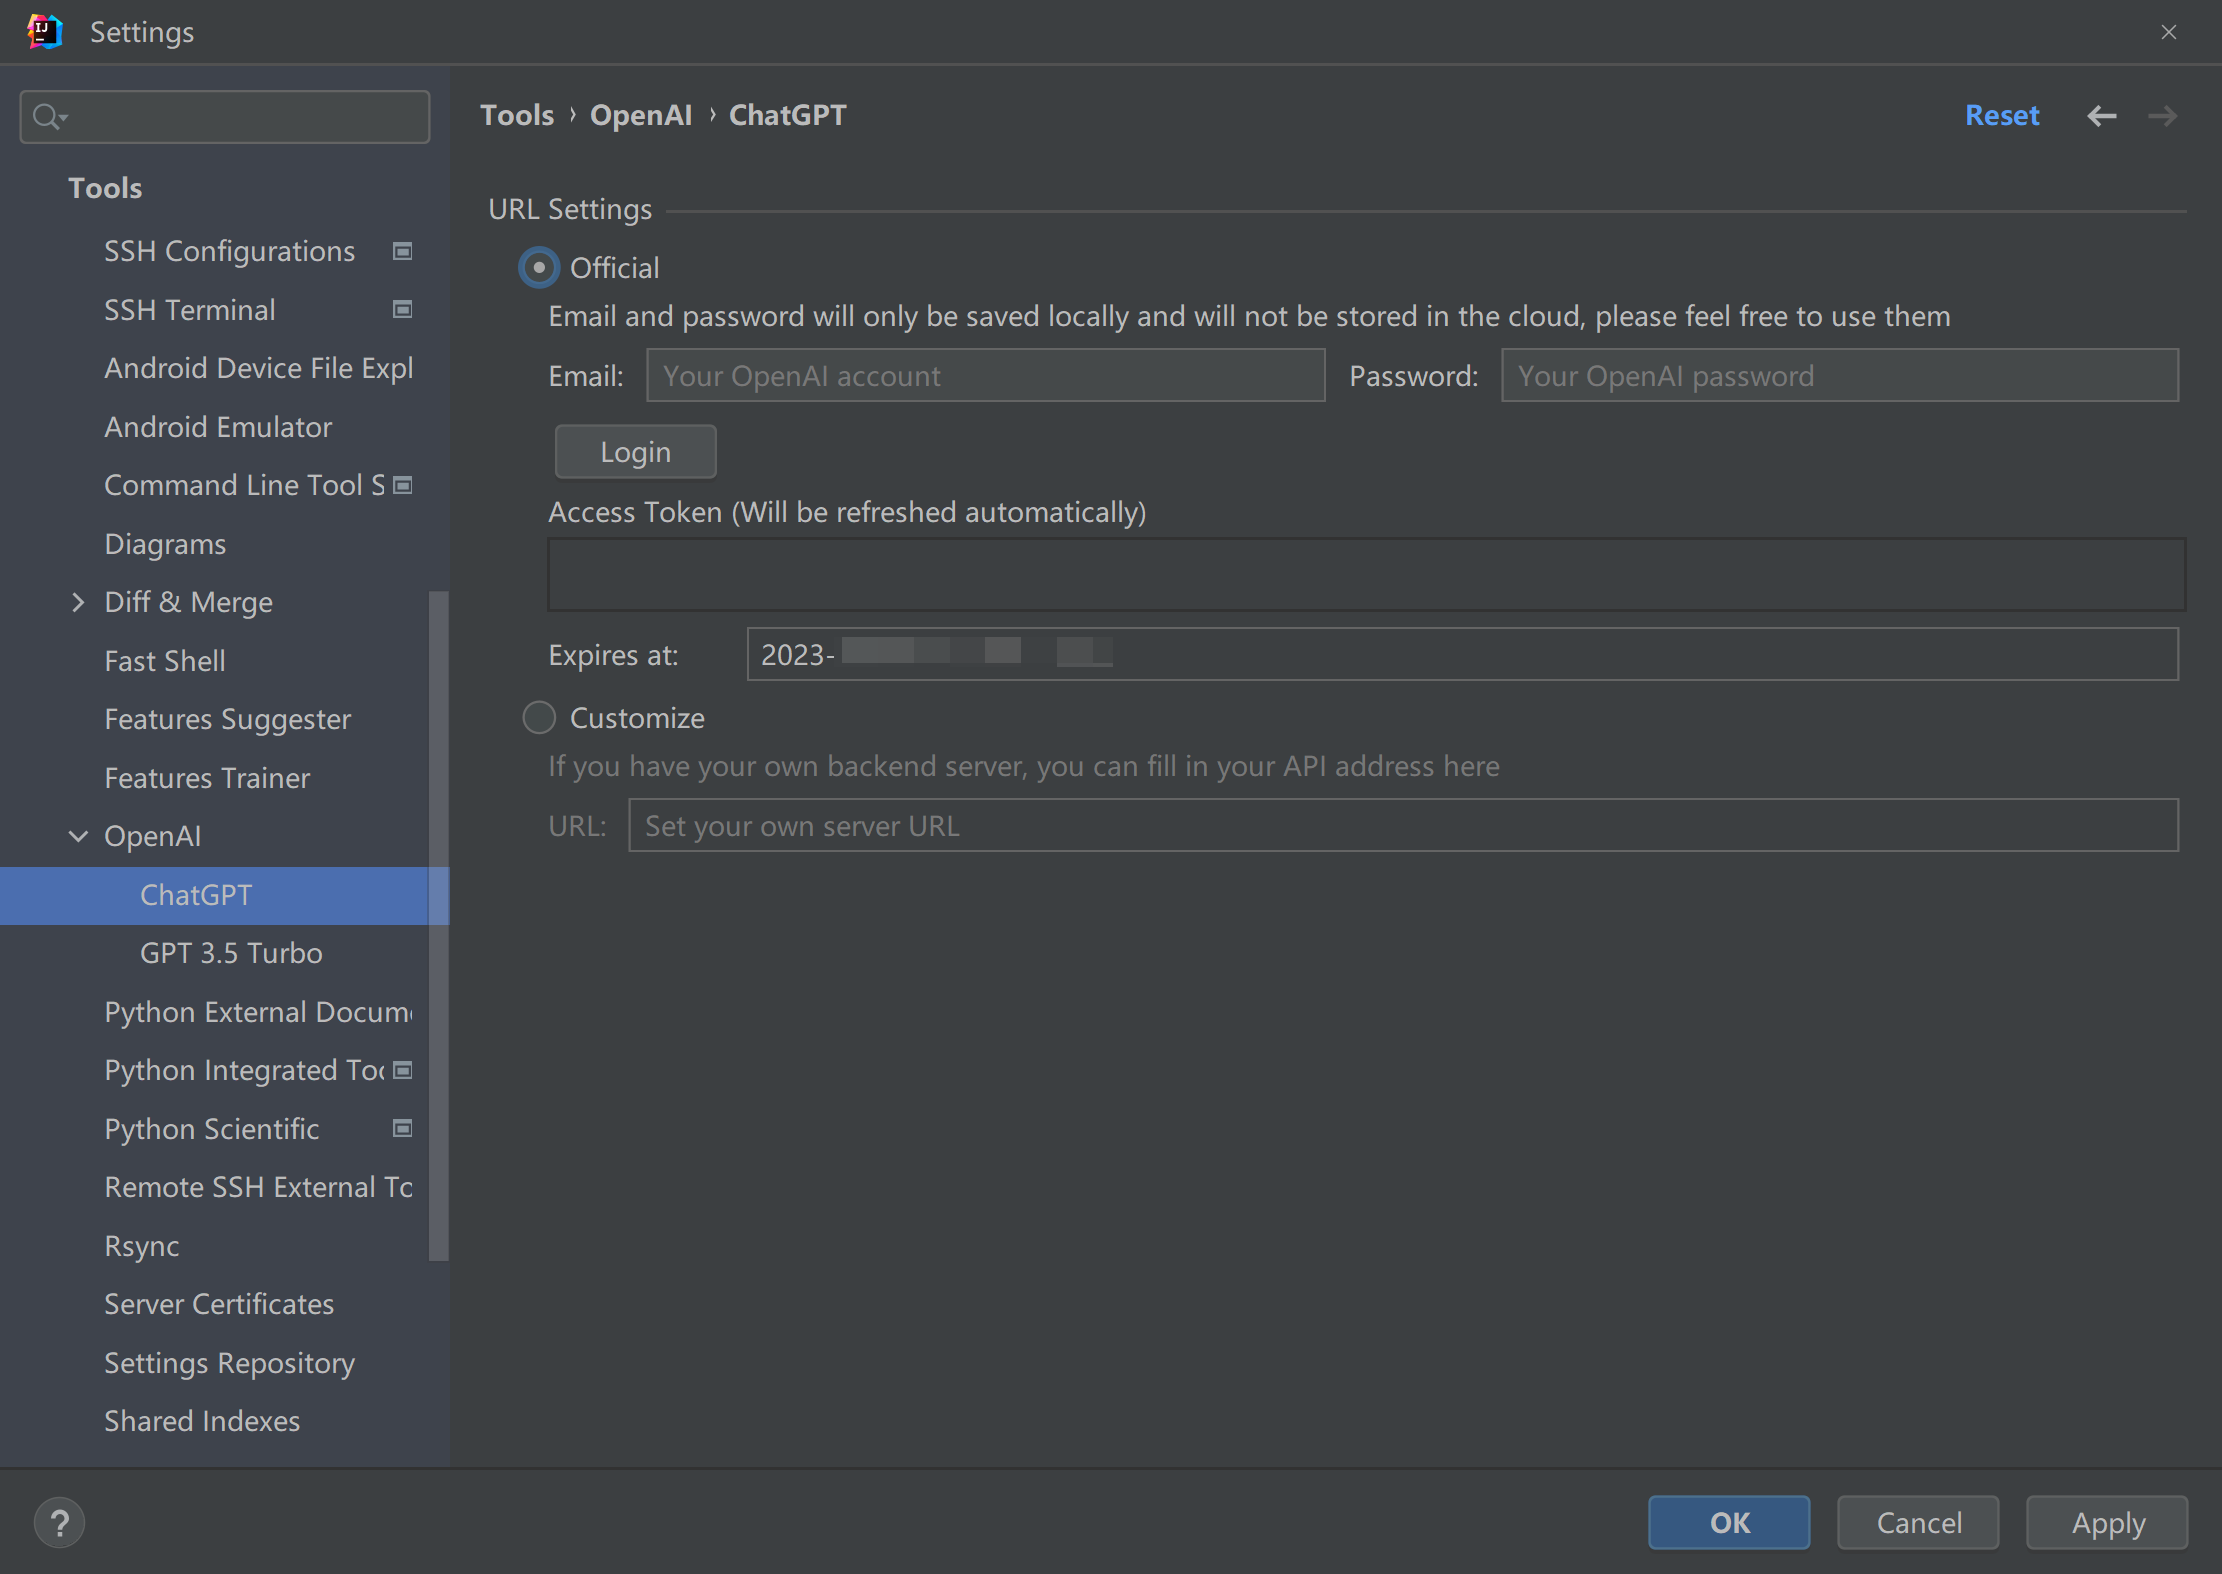 Settings
Tools
SSH Configurations
SSH Terminal
Android Device File Expl
Android Emulator
Command Line Tool S
Diagrams
Diff & Merge
Fast Shell
Features Suggester
Features Trainer
OpenAI
ChatGPT
GPT 3.5 Turbo
Python External Docum
Python Integrated Too
Python Scientific
Remote SSH External To
Rsync
Server Certificates
Settings Repository
Shared Indexes
Tools › OpenAI › ChatGPT
Reset
URL Settings
Official
Email and password will only be saved locally and will not be stored in the cloud, please feel free to use them
Email: Your OpenAI account Password: Your OpenAI password
Login
Access Token (Will be refreshed automatically)
Expires at: 2023-
Customize
If you have your own backend server, you can fill in your API address here
URL: Set your own server URL
? OK Cancel Apply